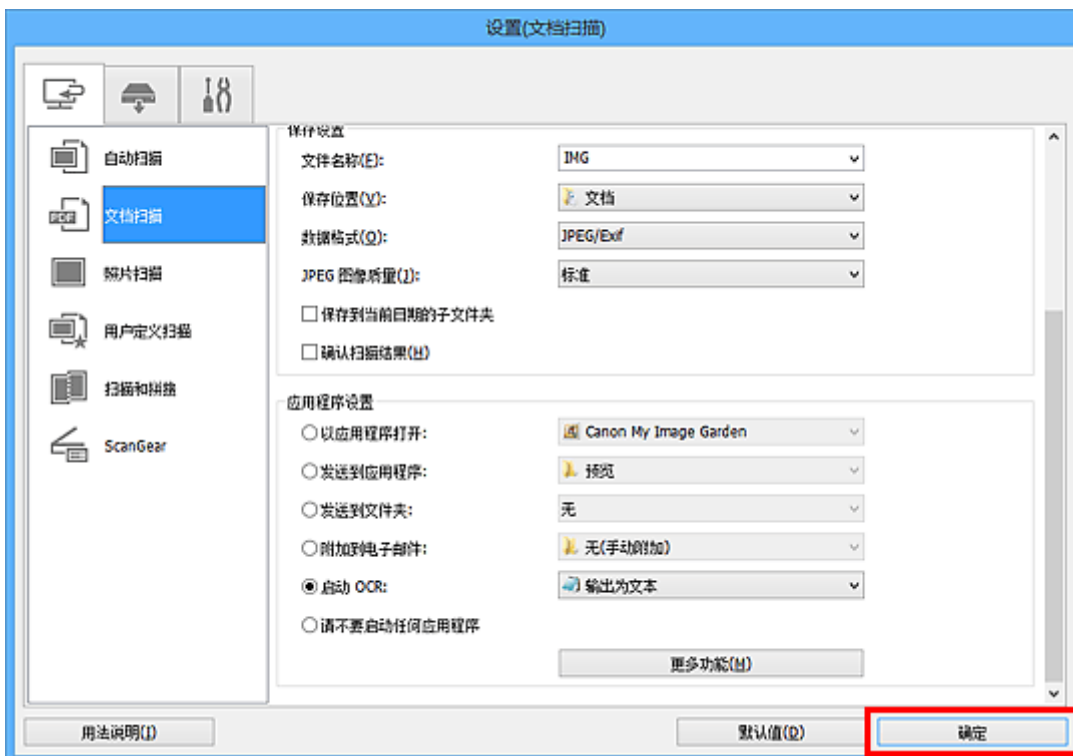 设置(文档扫描)
自动扫描
文档扫描
照片扫描
用户定义扫描
扫描和拼接
ScanGear
保存设置
文件名称(E): IMG
保存位置(V): 文档
数据格式(O): JPEG/Exif
JPEG 图像质量(J): 标准
保存到当前日期的子文件夹
确认扫描结果(H)
应用程序设置
以应用程序打开: Canon My Image Garden
发送到应用程序: 预览
发送到文件夹: 无
附加到电子邮件: 无(手动附加)
启动 OCR: 输出为文本
请不要启动任何应用程序
更多功能(M)
用法说明(I) 默认值(D) 确定